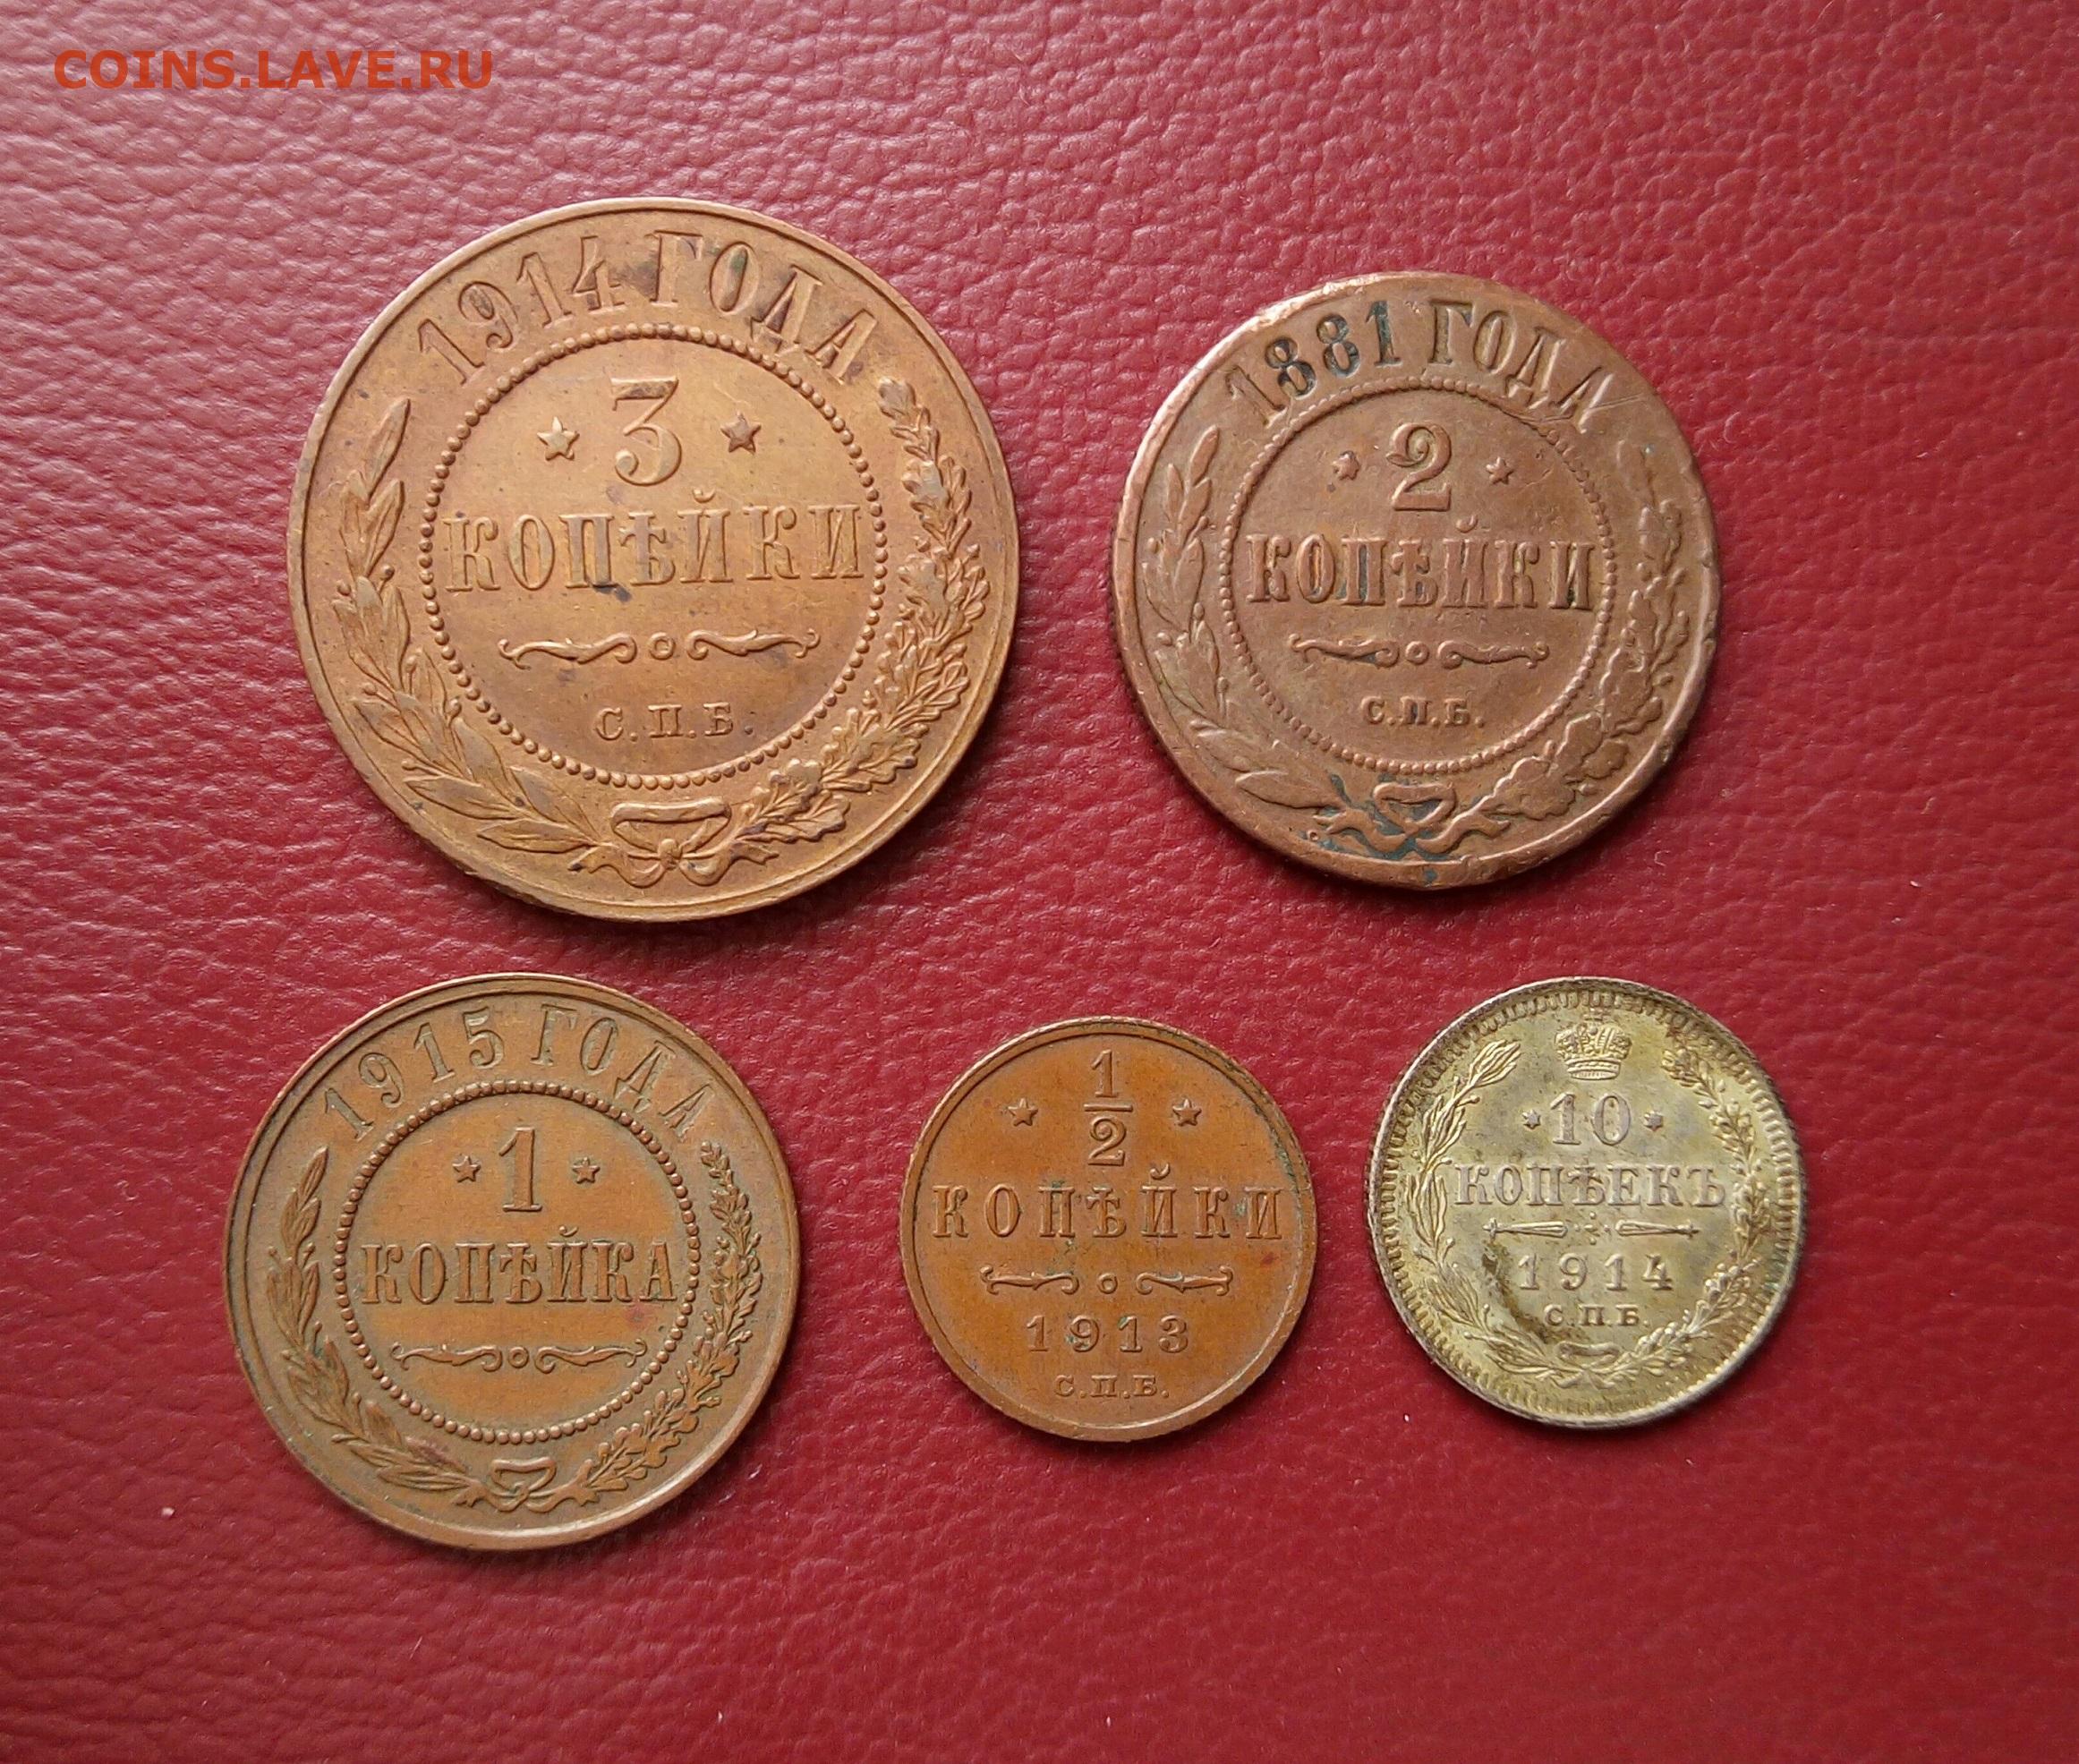 COINS.LAVE.RU
1914 ГОДА
3
КОПѢЙКИ
С.П.Б.
1881 ГОДА
2
КОПѢЙКИ
С.П.Б.
1915 ГОДА
1
КОПѢЙКА
1
2
КОПѢЙКИ
1913
С.П.Б.
10
КОПѢЕКЪ
1914
С.П.Б.